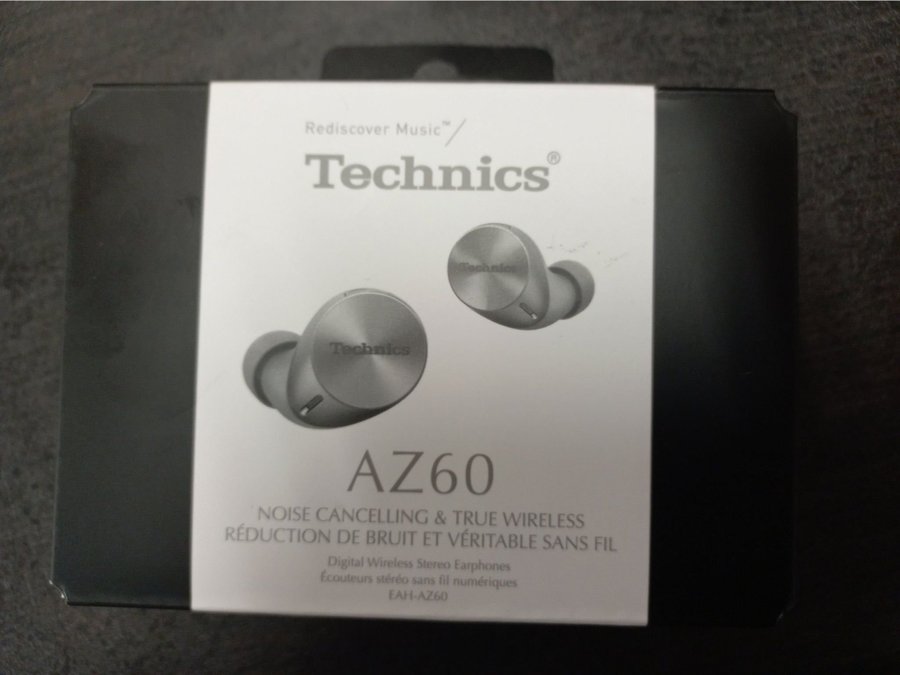 Rediscover Music™
Technics®
Technics
Technics
AZ60
NOISE CANCELLING & TRUE WIRELESS
RÉDUCTION DE BRUIT ET VÉRITABLE SANS FIL
Digital Wireless Stereo Earphones
Écouteurs stéréo sans fil numériques
EAH-AZ60